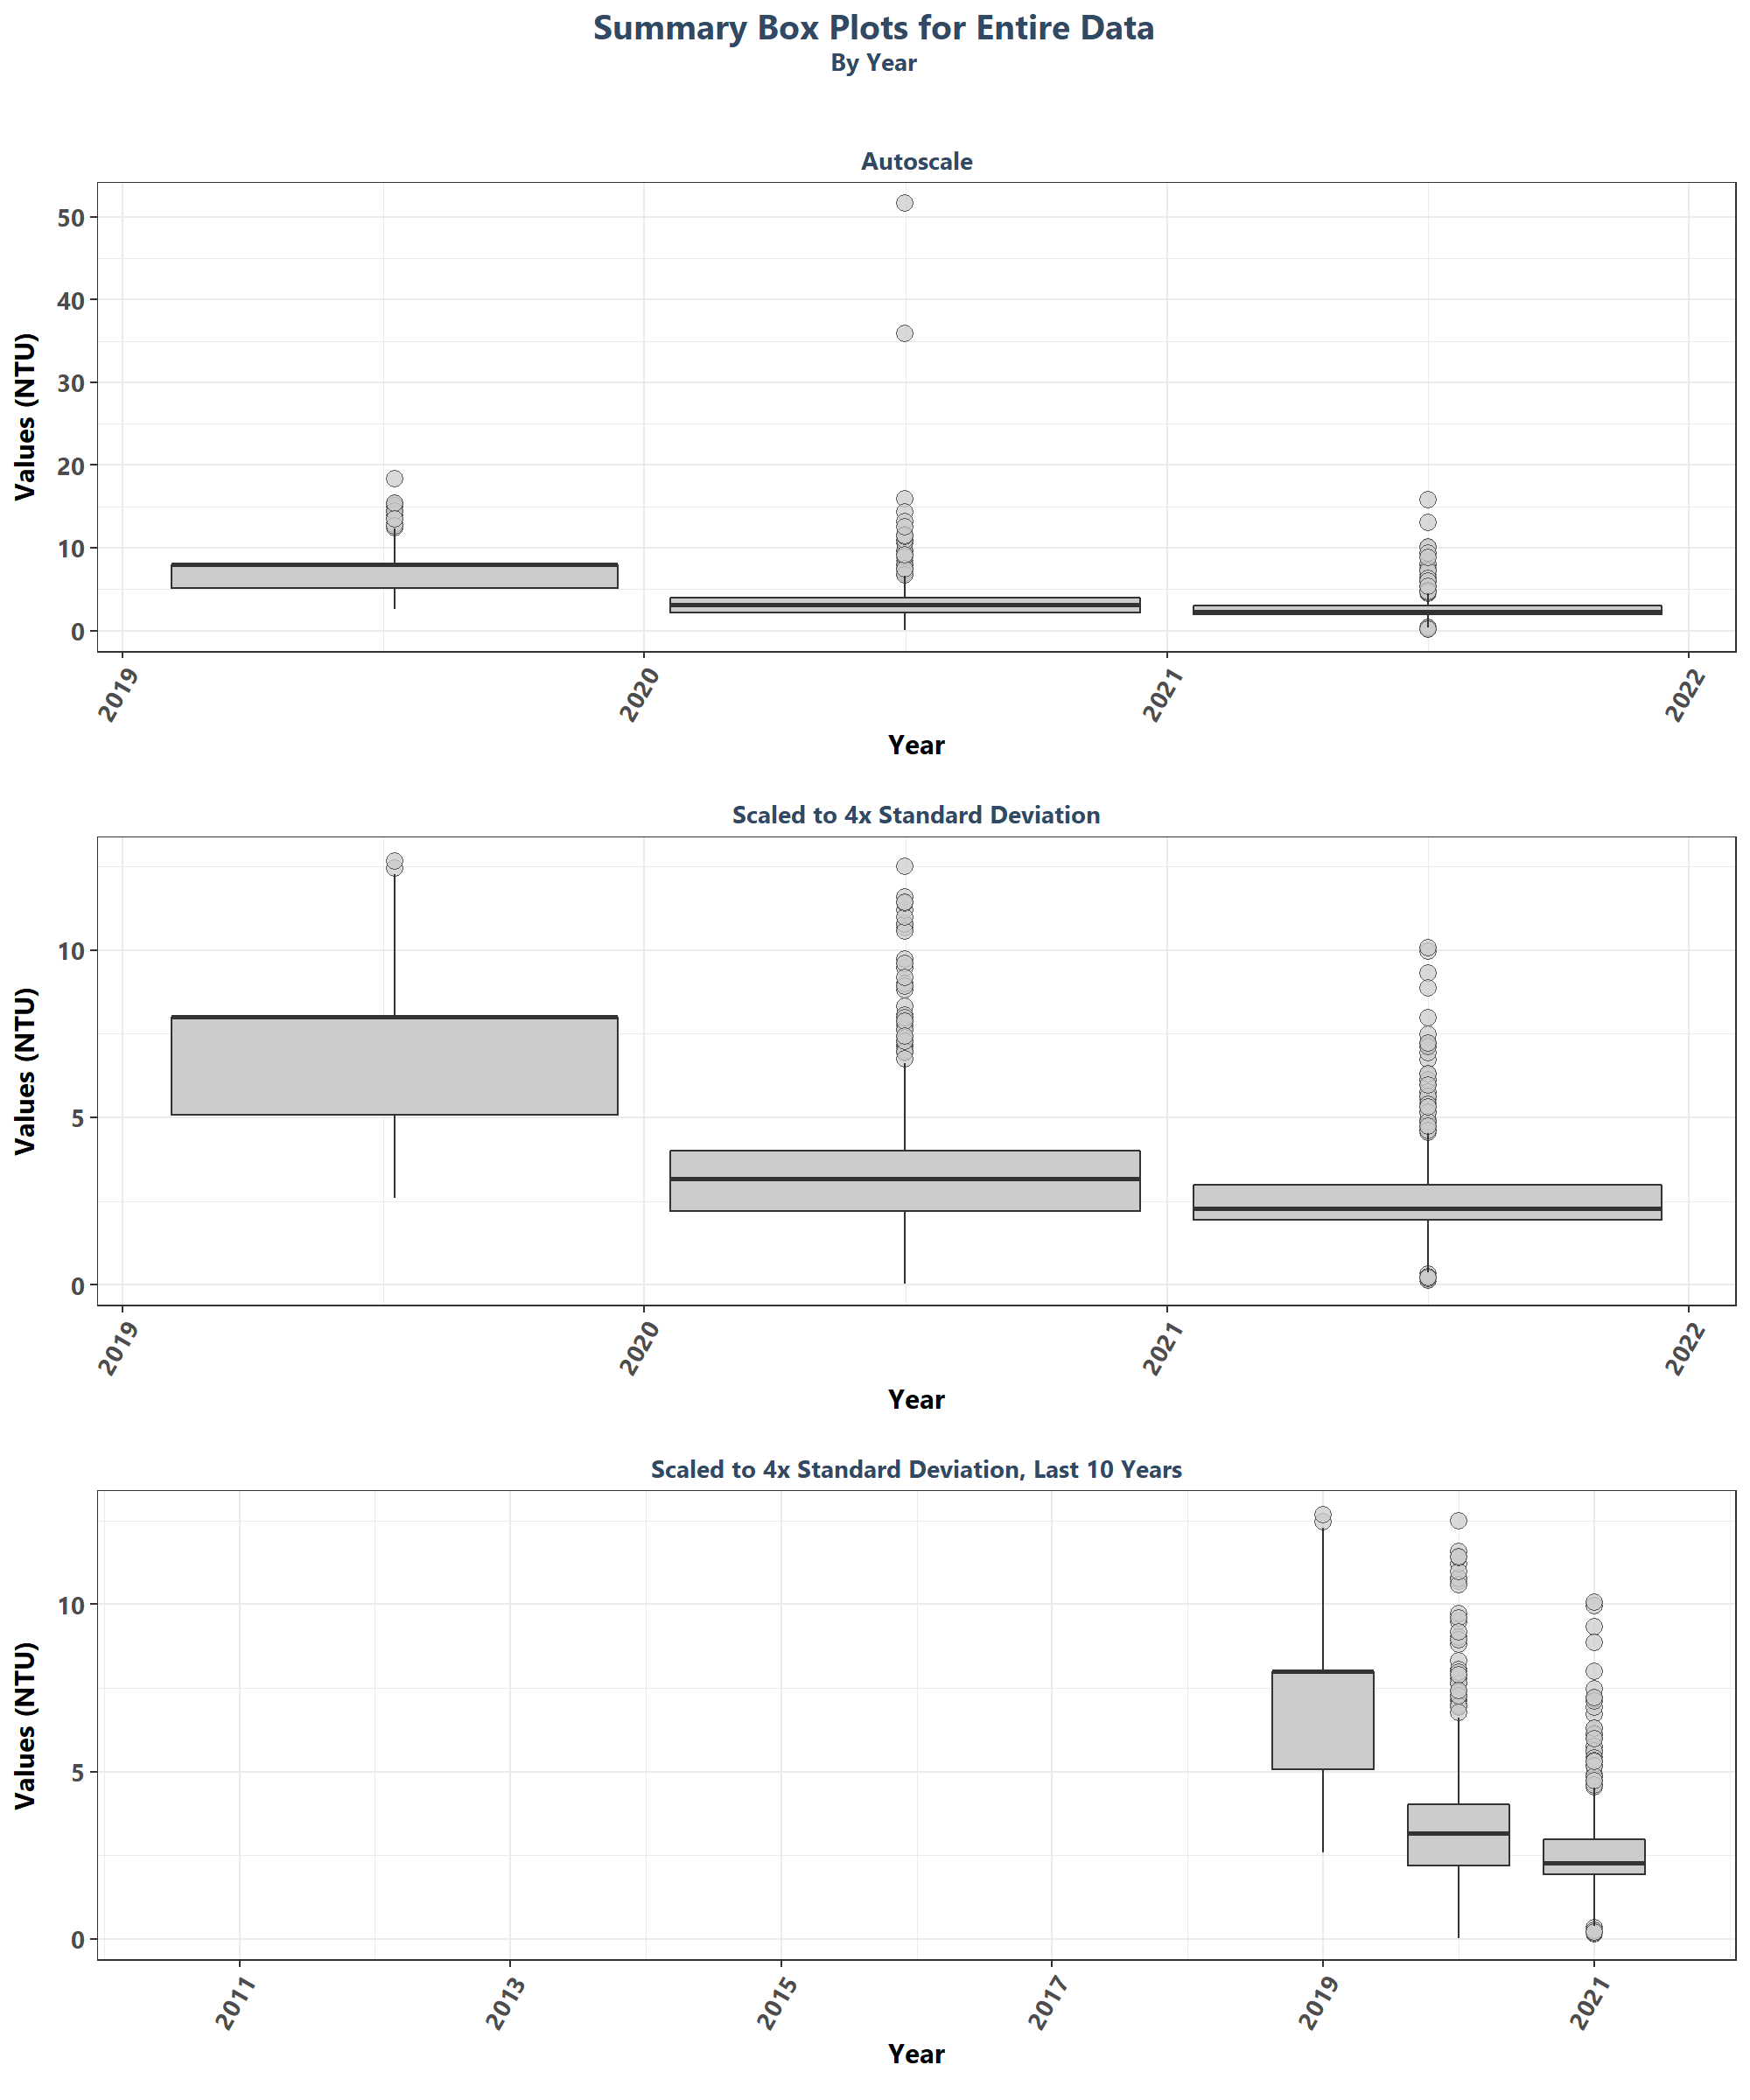 Summary Box Plots for Entire Data
By Year
Autoscale
Values (NTU)
50
40
30
20
10
0
2019 2020 2021 2022
Year
Scaled to 4x Standard Deviation
Values (NTU)
10
5
0
2019 2020 2021 2022
Year
Scaled to 4x Standard Deviation, Last 10 Years
Values (NTU)
10
5
0
2011 2013 2015 2017 2019 2021
Year